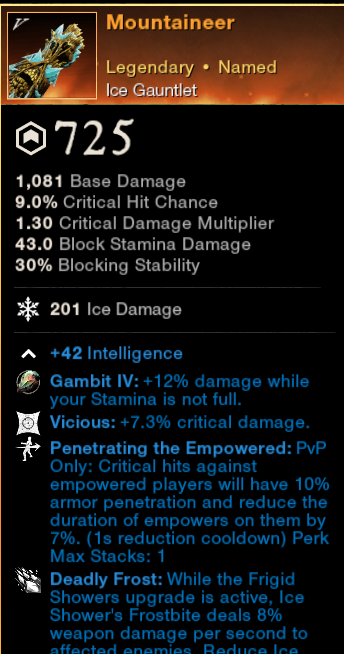 V
Mountaineer
Legendary • Named
Ice Gauntlet
725
1,081 Base Damage
9.0% Critical Hit Chance
1.30 Critical Damage Multiplier
43.0 Block Stamina Damage
30% Blocking Stability
201 Ice Damage
+42 Intelligence
Gambit IV: +12% damage while
your Stamina is not full.
Vicious: +7.3% critical damage.
Penetrating the Empowered: PvP
Only: Critical hits against
empowered players will have 10%
armor penetration and reduce the
duration of empowers on them by
7%. (1s reduction cooldown) Perk
Max Stacks: 1
Deadly Frost: While the Frigid
Showers upgrade is active, Ice
Shower's Frostbite deals 8%
weapon damage per second to
affected enemies. Reduce Ice